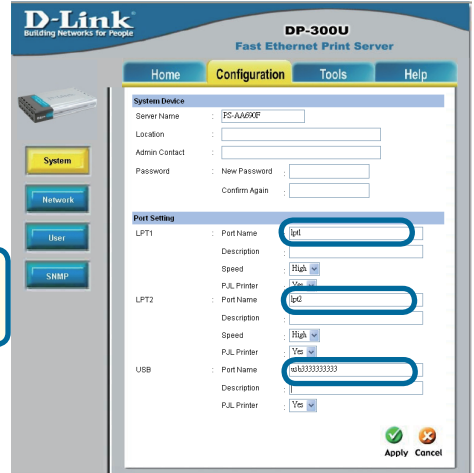 D-Link
Building Networks for People
DP-300U
Fast Ethernet Print Server
Home Configuration Tools Help
System
Network
User
SNMP
System Device
Server Name : PS-AA690F
Location :
Admin Contact :
Password : New Password :
Confirm Again :
Port Setting
LPT1 : Port Name : lpt1
Description :
Speed : High
PJL Printer : Yes
LPT2 : Port Name : lpt2
Description :
Speed : High
PJL Printer : Yes
USB : Port Name : usb3333333333
Description :
PJL Printer : Yes
Apply Cancel